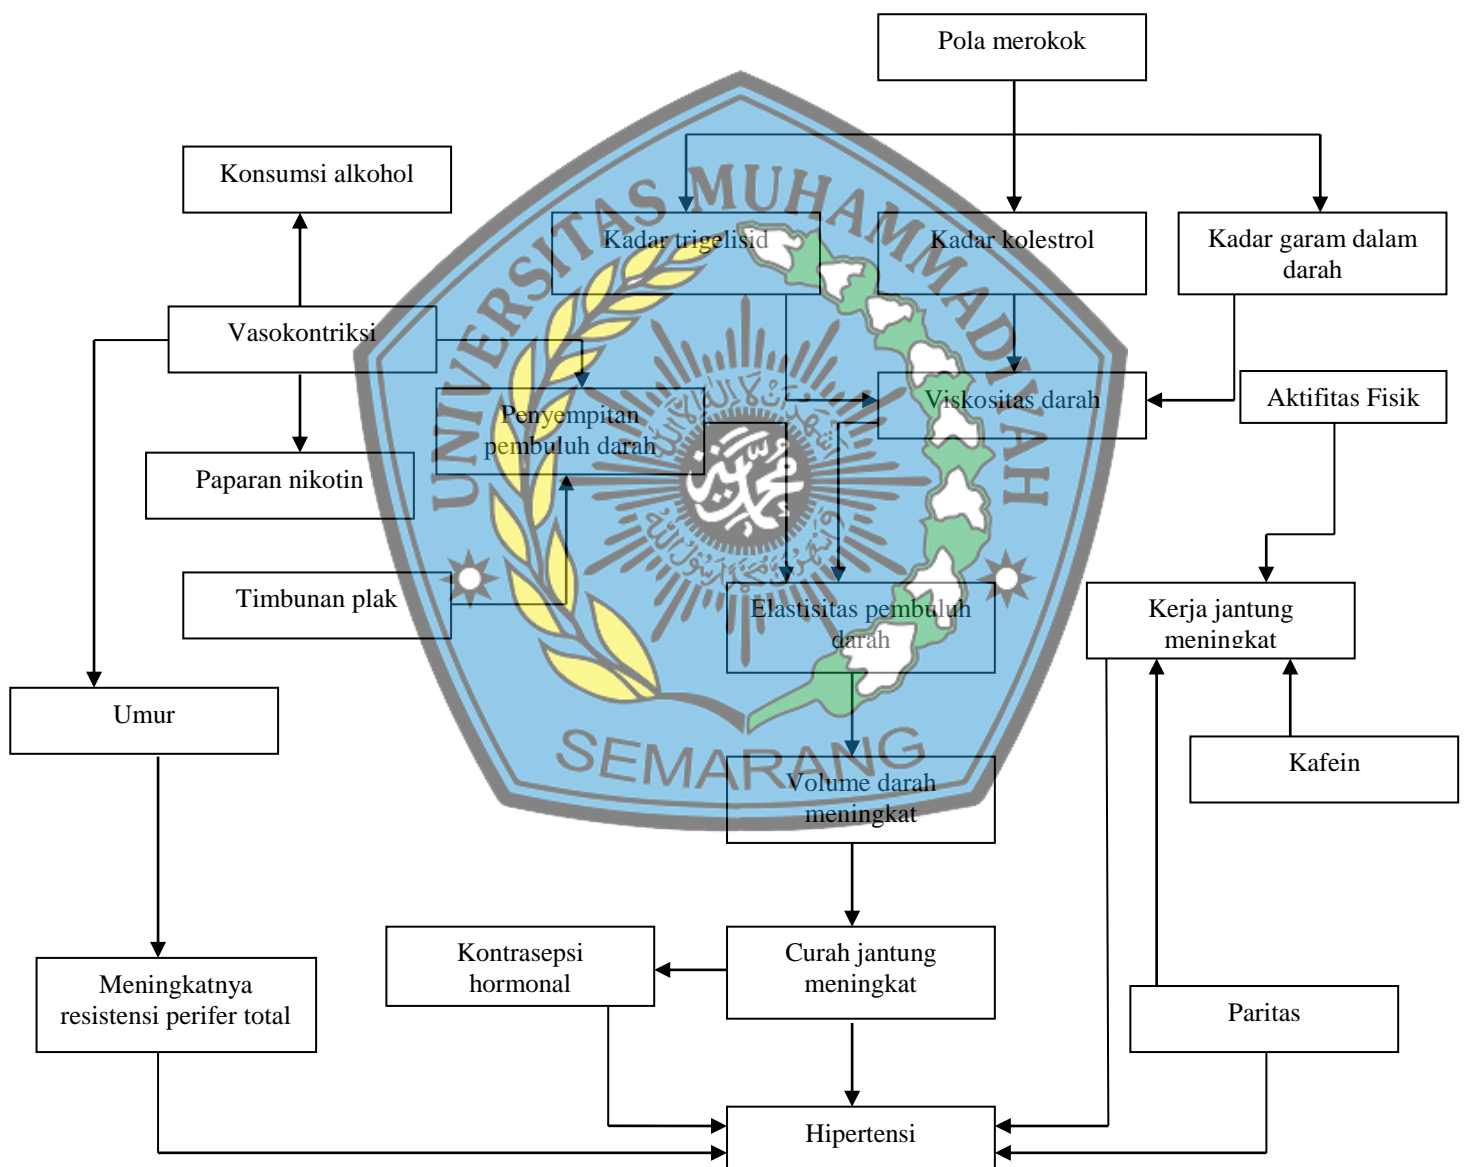 Pola merokok
Konsumsi alkohol
UNIVERSITAS MUHAMMADIYAH
Kadar trigelisid
Kadar kolestrol
Kadar garam dalam
darah
Vasokontriksi
Penyempitan
pembuluh darah
Viskositas darah
Aktifitas Fisik
Paparan nikotin
Timbunan plak
Elastisitas pembuluh
darah
Kerja jantung
meningkat
Umur
SEMARANG
Volume darah
meningkat
Kafein
Kontrasepsi
hormonal
Curah jantung
meningkat
Meningkatnya
resistensi perifer total
Paritas
Hipertensi